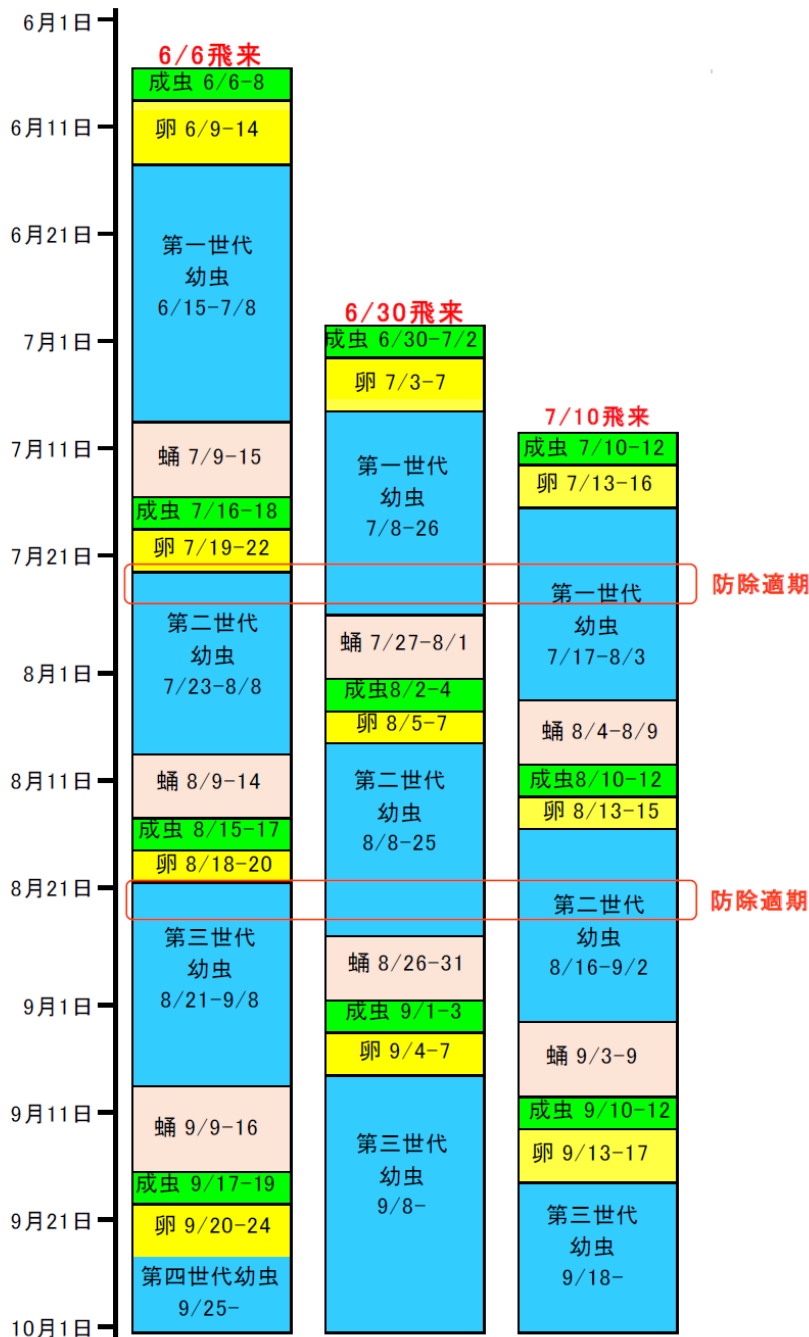 6月1日
6月11日
6月21日
7月1日
7月11日
7月21日
8月1日
8月11日
8月21日
9月1日
9月11日
9月21日
10月1日
6/6飛来
成虫 6/6-8
卵 6/9-14
第一世代
幼虫
6/15-7/8
蛹 7/9-15
成虫 7/16-18
卵 7/19-22
第二世代
幼虫
7/23-8/8
蛹 8/9-14
成虫 8/15-17
卵 8/18-20
第三世代
幼虫
8/21-9/8
蛹 9/9-16
成虫 9/17-19
卵 9/20-24
第四世代幼虫
9/25-
6/30飛来
成虫 6/30-7/2
卵 7/3-7
第一世代
幼虫
7/8-26
蛹 7/27-8/1
成虫8/2-4
卵 8/5-7
第二世代
幼虫
8/8-25
蛹 8/26-31
成虫 9/1-3
卵 9/4-7
第三世代
幼虫
9/8-
7/10飛来
成虫 7/10-12
卵 7/13-16
第一世代
幼虫
7/17-8/3
蛹 8/4-8/9
成虫8/10-12
卵 8/13-15
第二世代
幼虫
8/16-9/2
蛹 9/3-9
成虫 9/10-12
卵 9/13-17
第三世代
幼虫
9/18-
防除適期
防除適期